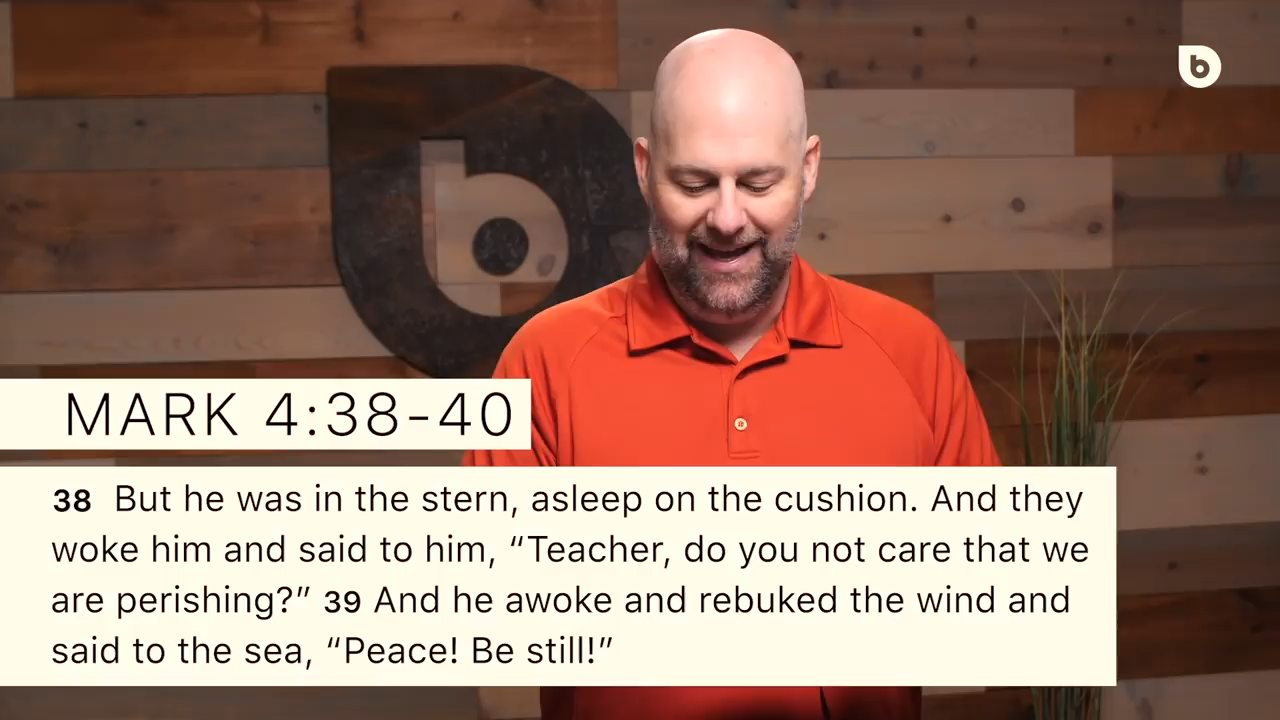 b
b
MARK 4:38-40
38 But he was in the stern, asleep on the cushion. And they
woke him and said to him, “Teacher, do you not care that we
are perishing?” 39 And he awoke and rebuked the wind and
said to the sea, “Peace! Be still!”